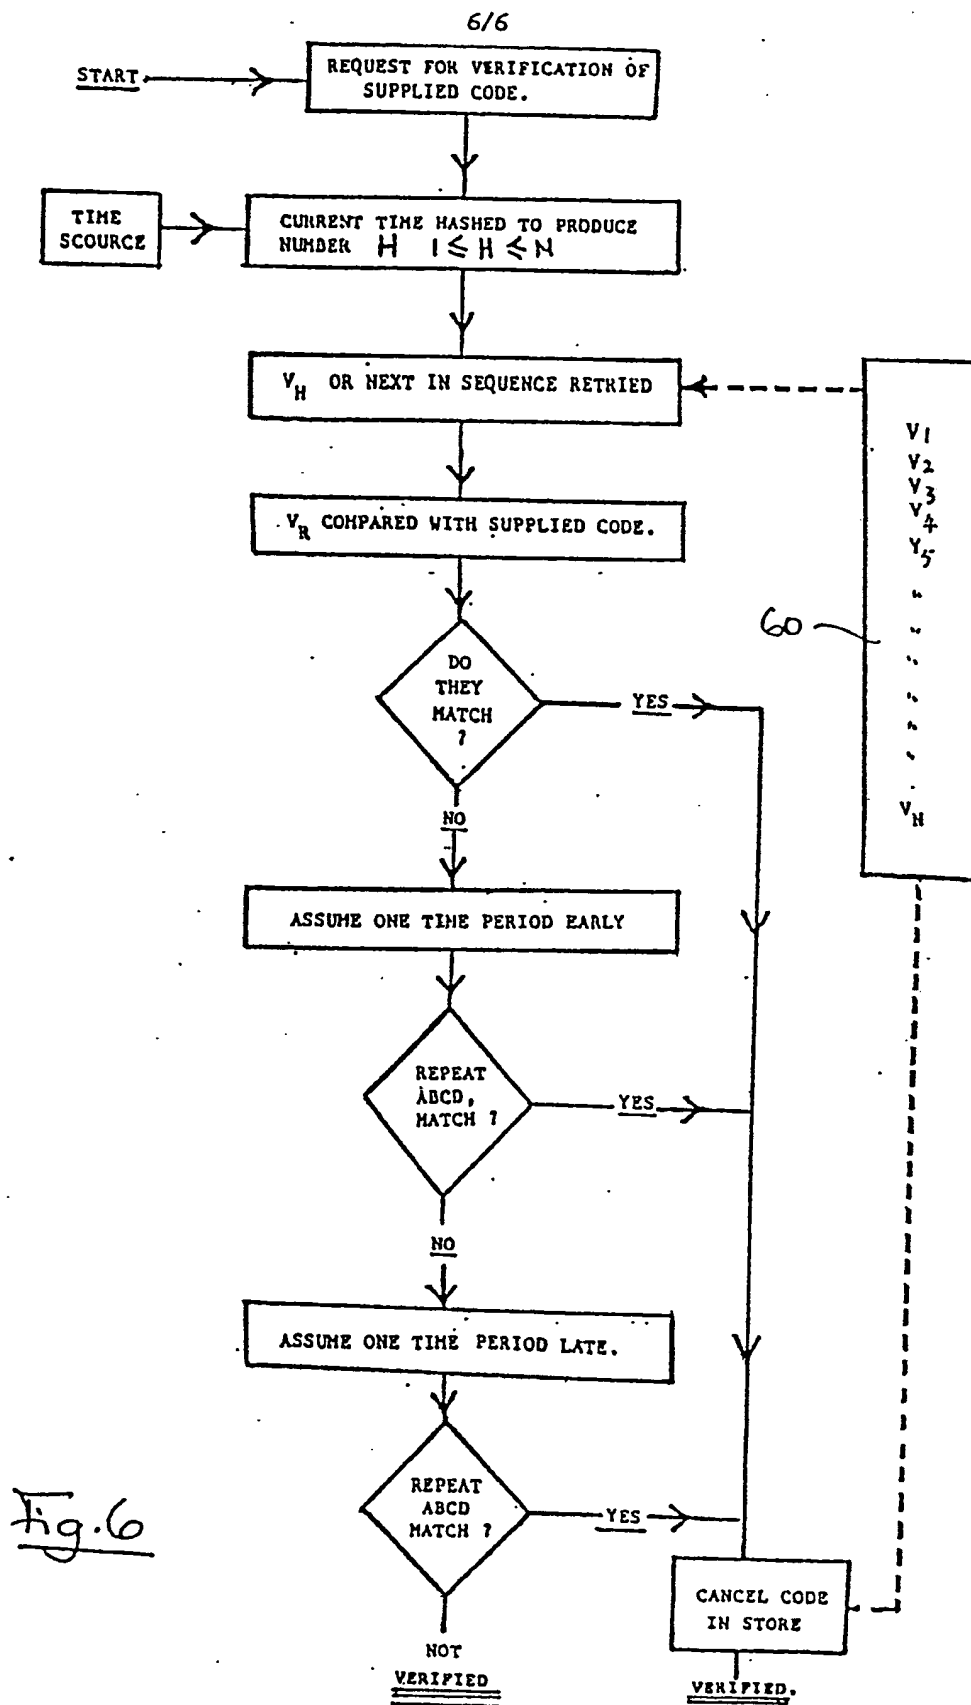 6/6
START
REQUEST FOR VERIFICATION OF
SUPPLIED CODE.
TIME
SCOURCE
CURRENT TIME HASHED TO PRODUCE
NUMBER H 1 ≤ H ≤ N
V_H OR NEXT IN SEQUENCE RETRIED
V1
V2
V3
V4
V5
"
"
"
"
"
"
V_N
60
V_R COMPARED WITH SUPPLIED CODE.
DO
THEY
MATCH
?
YES
NO
ASSUME ONE TIME PERIOD EARLY
REPEAT
ABCD,
MATCH ?
YES
NO
ASSUME ONE TIME PERIOD LATE.
REPEAT
ABCD
MATCH ?
YES
CANCEL CODE
IN STORE
NOT
VERIFIED
VERIFIED.
Fig.6